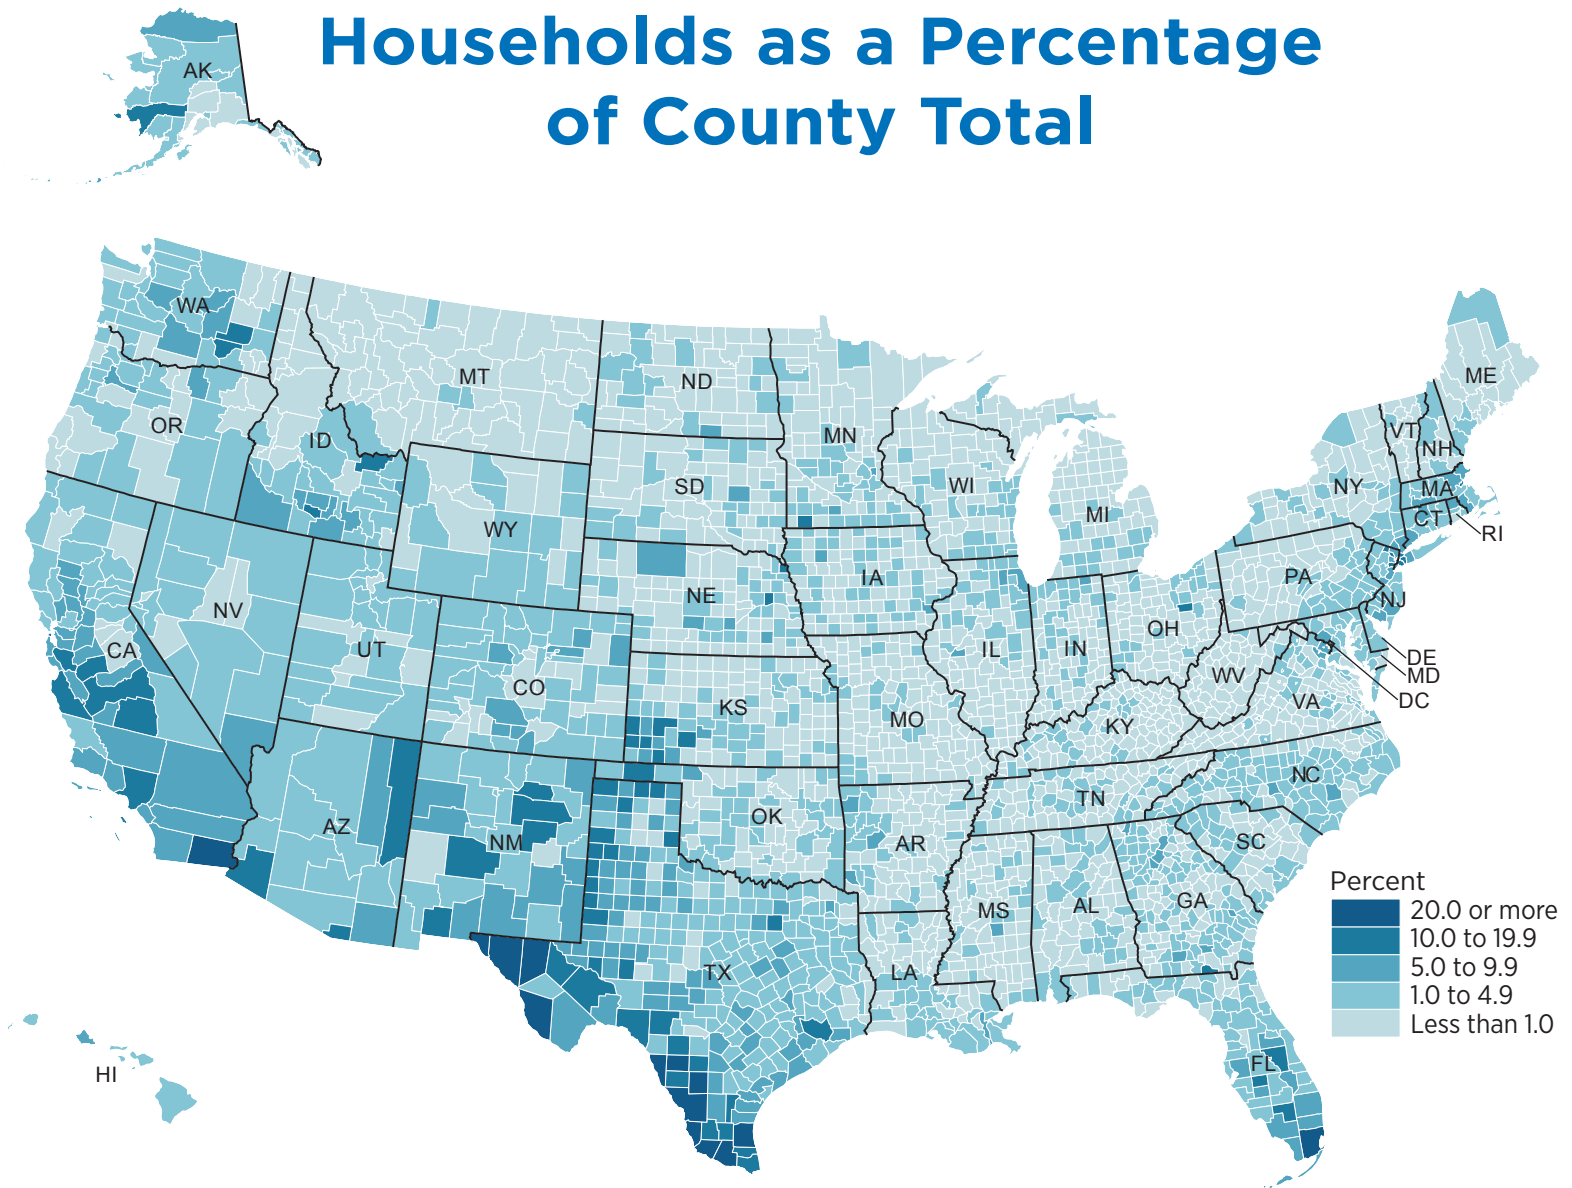 Households as a Percentage
of County Total
AK
WA
MT
ND
ME
OR
ID
MN
VT
NH
SD
WI
NY
MA
MI
CT
WY
RI
IA
PA
NE
NJ
NV
OH
UT
IL
IN
CA
DE
MD
WV
CO
DC
VA
KS
MO
KY
NC
TN
OK
AZ
NM
AR
SC
GA
AL
MS
TX
LA
FL
HI
Percent
20.0 or more
10.0 to 19.9
5.0 to 9.9
1.0 to 4.9
Less than 1.0